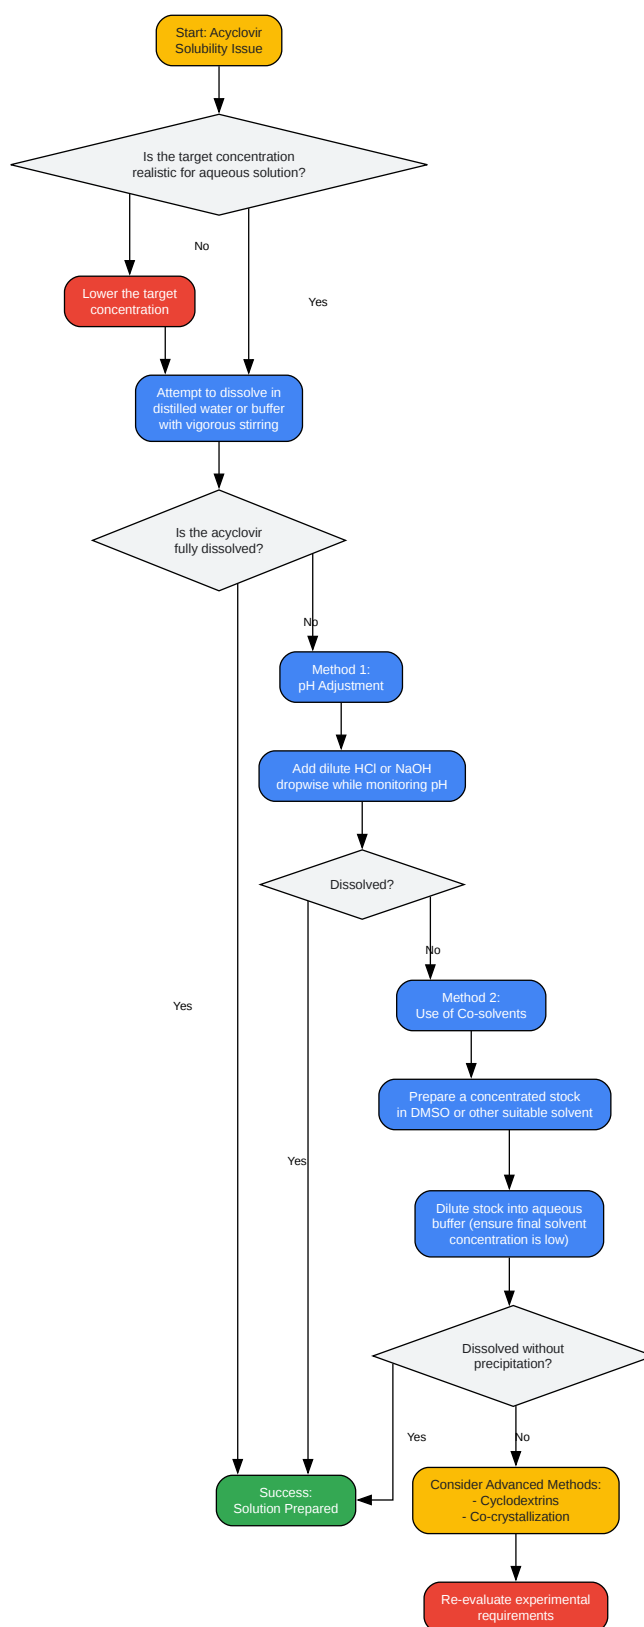 Start: Acyclovir
Solubility Issue
Is the target concentration
realistic for aqueous solution?
No
Yes
Lower the target
concentration
Attempt to dissolve in
distilled water or buffer
with vigorous stirring
Is the acyclovir
fully dissolved?
No
Method 1:
pH Adjustment
Add dilute HCl or NaOH
dropwise while monitoring pH
Dissolved?
No
Method 2:
Use of Co-solvents
Yes
Prepare a concentrated stock
in DMSO or other suitable solvent
Yes
Dilute stock into aqueous
buffer (ensure final solvent
concentration is low)
Dissolved without
precipitation?
Yes
No
Success:
Solution Prepared
Consider Advanced Methods:
- Cyclodextrins
- Co-crystallization
Re-evaluate experimental
requirements